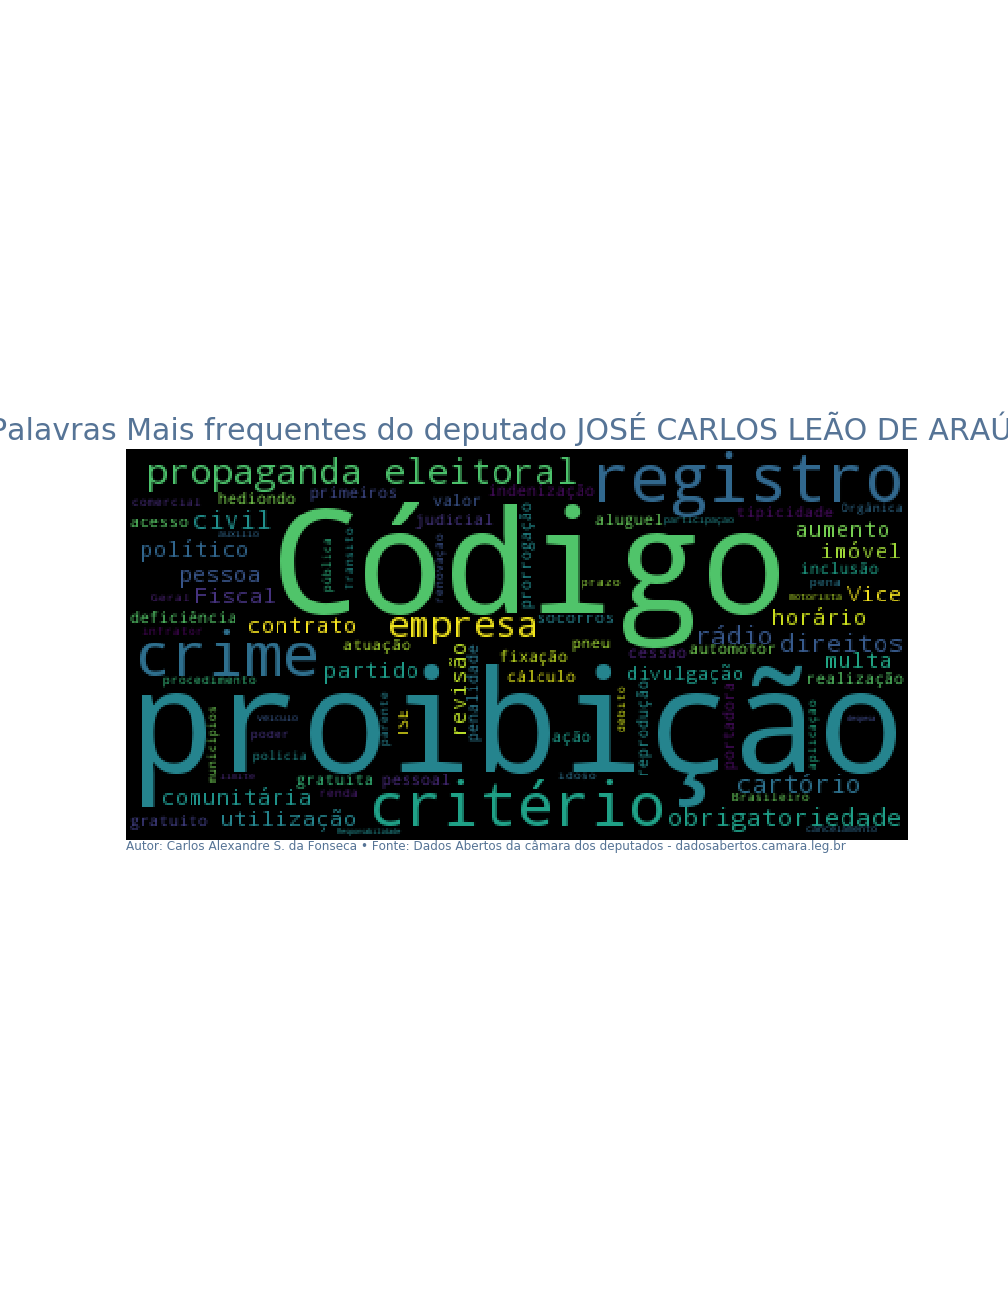 Palavras Mais frequentes do deputado JOSÉ CARLOS LEÃO DE ARAÚ
propaganda eleitoral
registro
comercial
hediondo
primeiros
valor
indenização
acesso
civil
judicial
aluguel
participação
tipicidade
Orgânica
auxílio
aumento
político
Código
imóvel
pública
Trânsito
renovação
prorrogação
inclusão
pessoa
prazo
pena
Geral
Fiscal
motorista
Vice
deficiência
contrato
empresa
socorros
horário
infrator
rádio
direitos
crime
atuação
revisão
penalidade
fixação
pneu
cessão
automotor
multa
partido
cálculo
divulgação
realização
procedimento
proibição
municípios
veículo
parente
ISE
débito
reprodução
portadora
aplicação
despesa
poder
ação
polícia
limite
gratuita
pessoal
idoso
cartório
comunitária
renda
critério
Brasileiro
gratuito
utilização
Responsabilidade
obrigatoriedade
cancelamento
Autor: Carlos Alexandre S. da Fonseca • Fonte: Dados Abertos da câmara dos deputados - dadosabertos.camara.leg.br